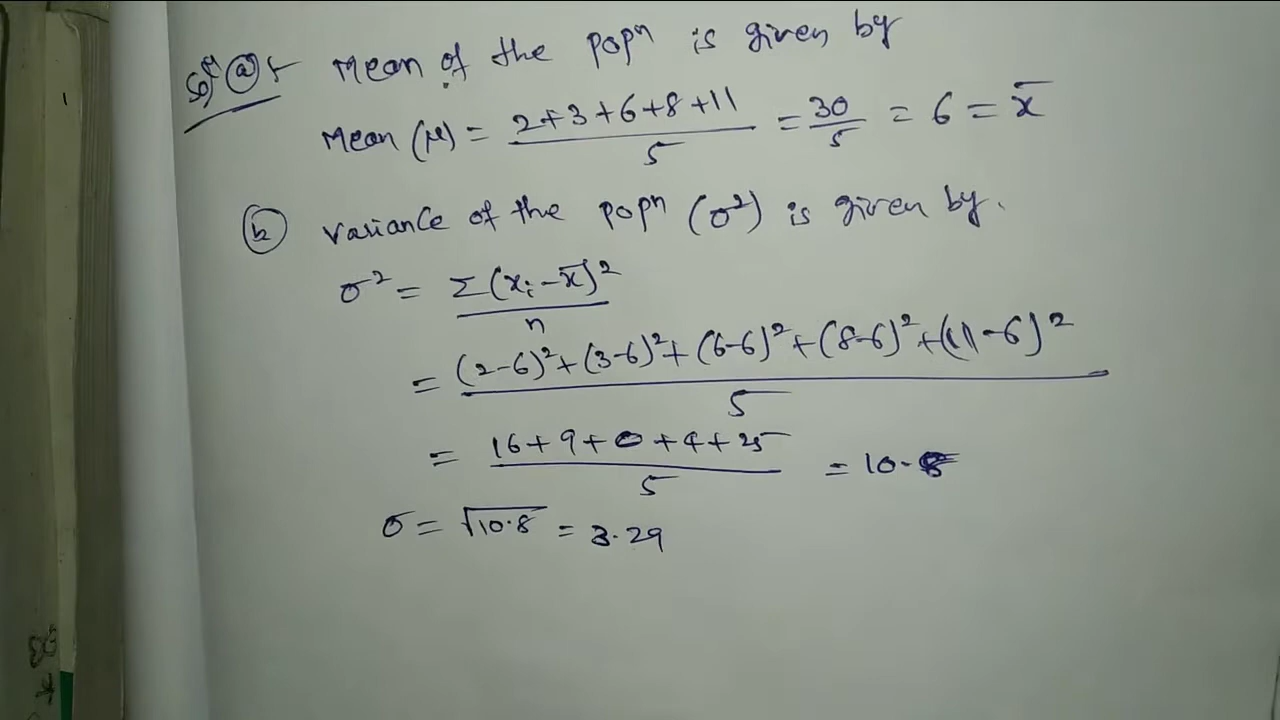 Solⁿ ⓐ :- Mean of the popⁿ is given by
Mean (μ) = (2+3+6+8+11)/5 = 30/5 = 6 = x̄
ⓑ variance of the popⁿ (σ²) is given by.
σ² = Σ(xᵢ-x̄)²/n
= ((2-6)²+(3-6)²+(6-6)²+(8-6)²+(11-6)²)/5
= (16+9+0+4+25)/5 = 10.8
σ = √10.8 = 3.29